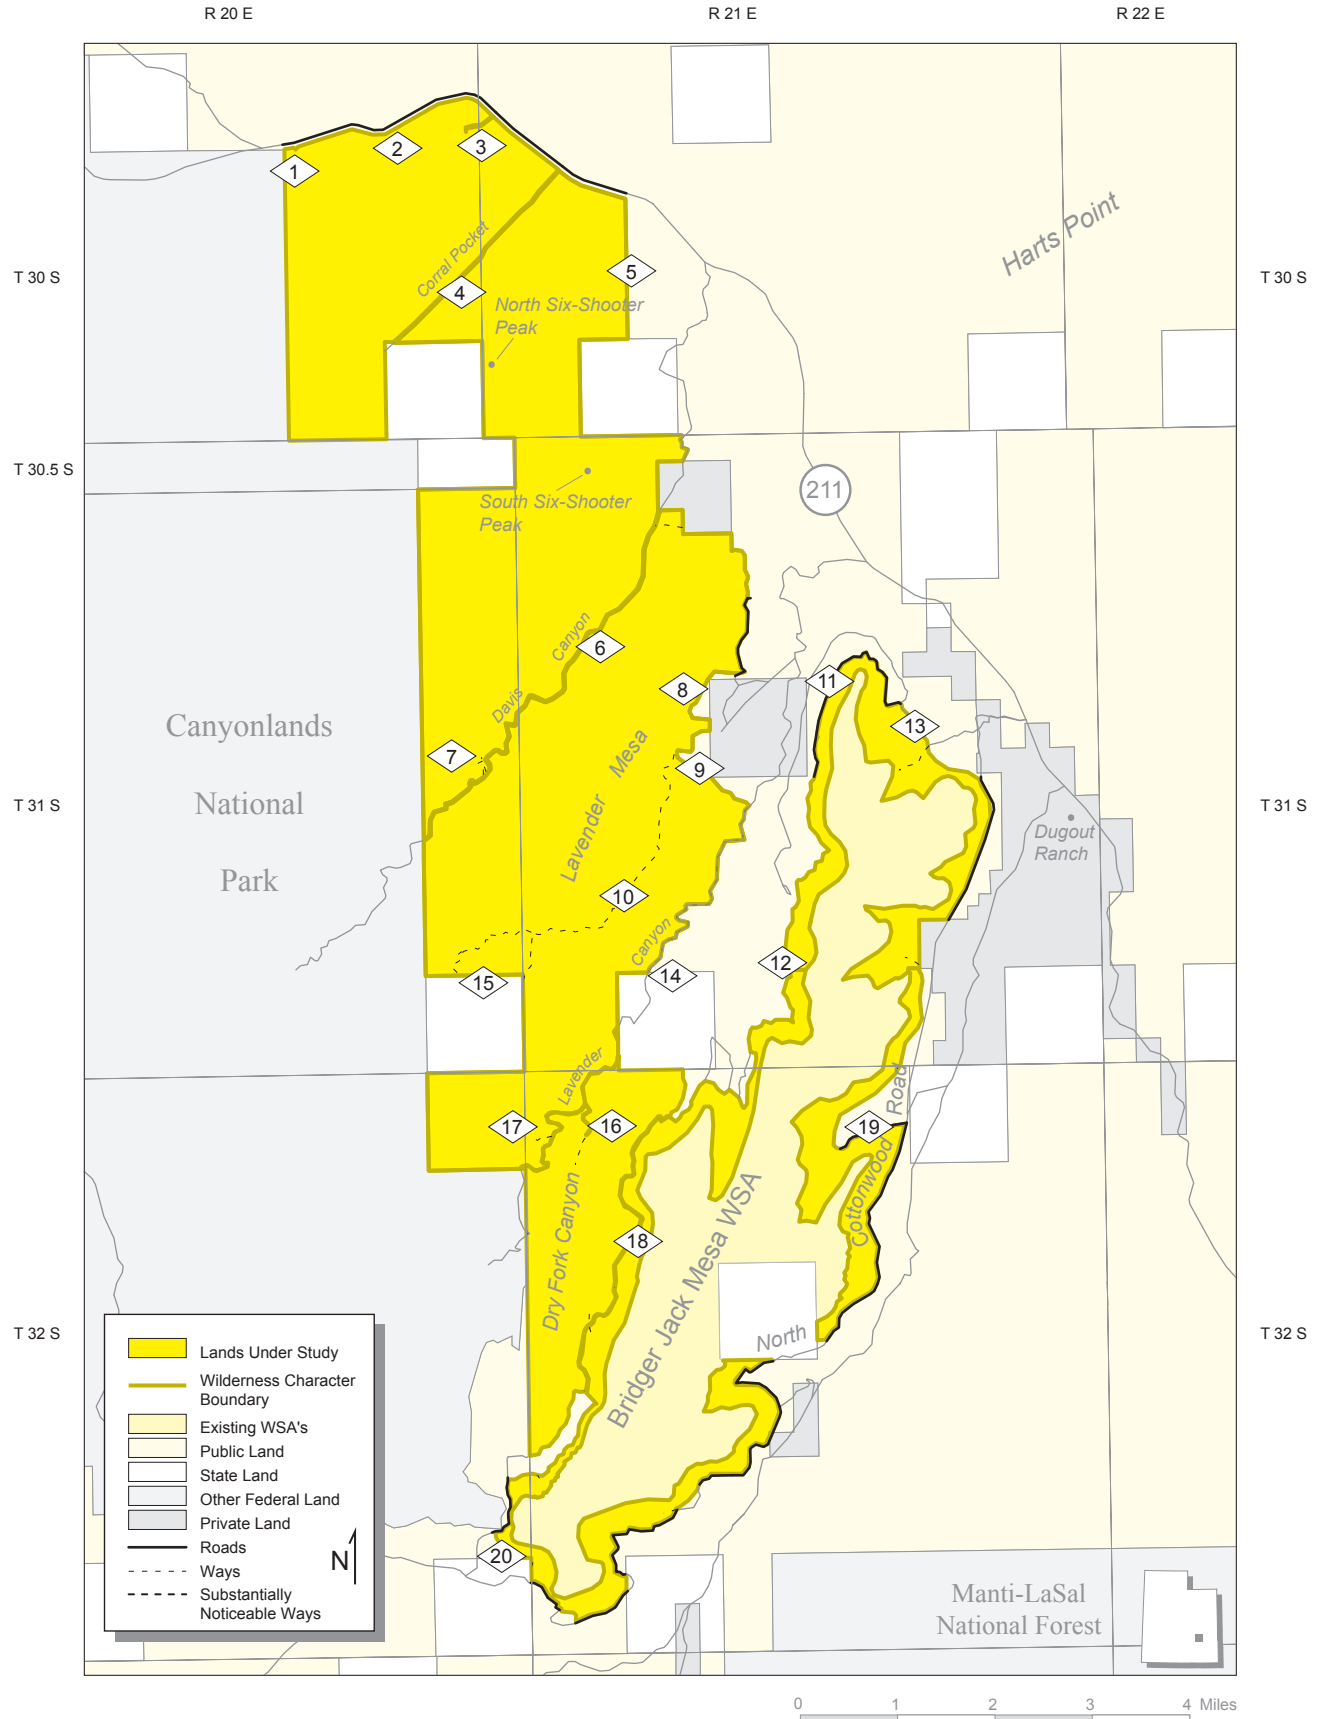 R 20 E
R 21 E
R 22 E
1
2
3
Harts Point
Corral Pocket
T 30 S
5
T 30 S
4
North Six-Shooter
Peak
T 30.5 S
South Six-Shooter
Peak
211
Davis
Canyon
6
8
11
13
Canyonlands
National
Park
7
Lavender
Mesa
9
T 31 S
T 31 S
Dugout
Ranch
10
Canyon
12
14
15
Lavender
17
16
19
Road
Cottonwood
North
Dry Fork Canyon
18
Bridger Jack Mesa WSA
T 32 S
T 32 S
Lands Under Study
Wilderness Character
Boundary
Existing WSA's
Public Land
State Land
Other Federal Land
Private Land
Roads
Ways
Substantially
Noticeable Ways
N
20
Manti-LaSal
National Forest
0 1 2 3 4 Miles